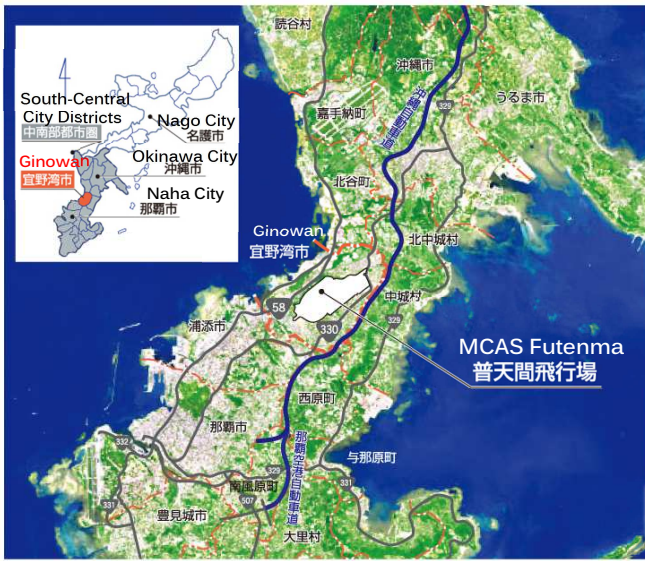 South-Central
City Districts
中南部都市圏
Nago City
名護市
Ginowan
宜野湾市
Okinawa City
沖縄市
Naha City
那覇市
読谷村
沖縄市
うるま市
329
嘉手納町
沖縄自動車道
北谷町
Ginowan
宜野湾市
北中城村
58
中城村
330
329
浦添市
MCAS Futenma
普天間飛行場
西原町
那覇市
332
那覇空港自動車道
与那原町
329
331
南風原町
507
331
豊見城市
大里村